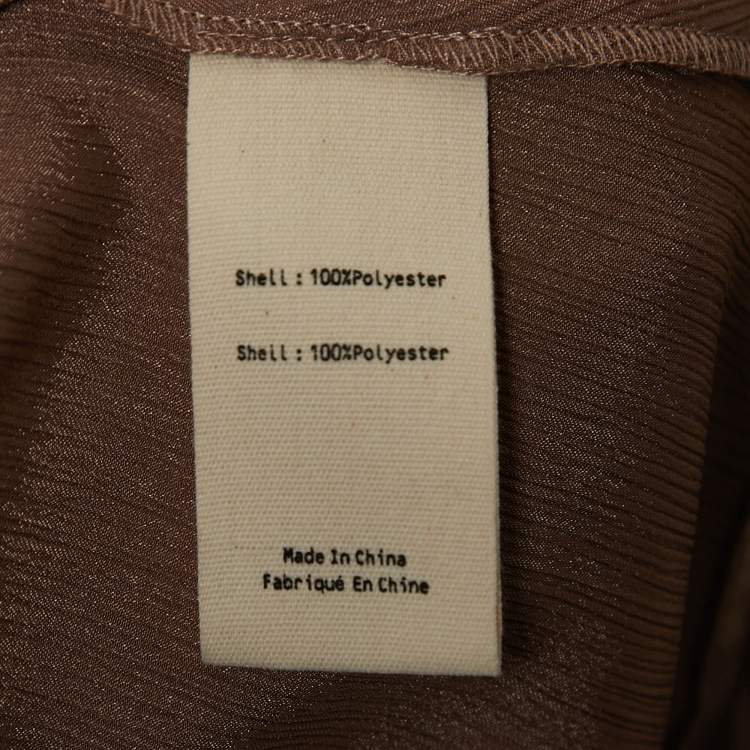 Shell : 100%Polyester
Shell : 100%Polyester
Made In China
Fabriqué En Chine